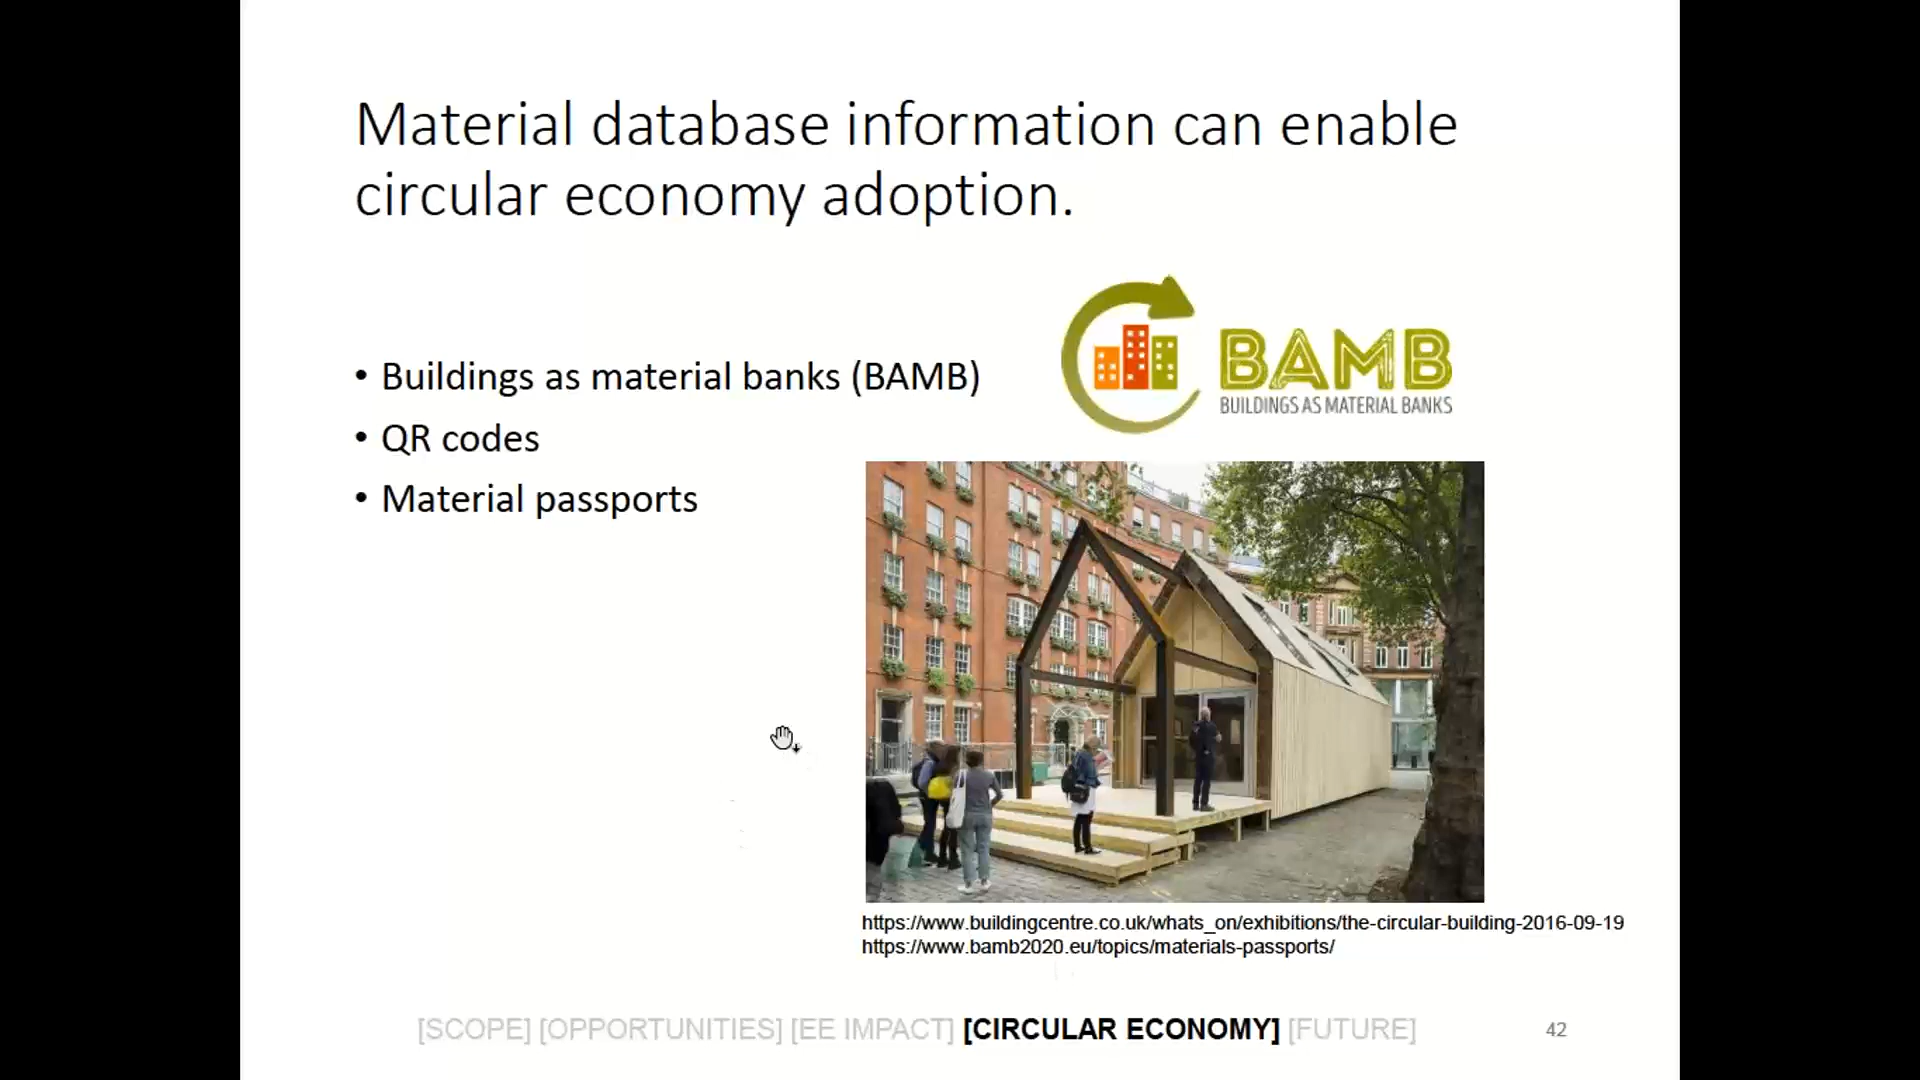 Material database information can enable
circular economy adoption.
• Buildings as material banks (BAMB)
• QR codes
• Material passports
BAMB
BUILDINGS AS MATERIAL BANKS
https://www.buildingcentre.co.uk/whats_on/exhibitions/the-circular-building-2016-09-19
https://www.bamb2020.eu/topics/materials-passports/
[SCOPE] [OPPORTUNITIES] [EE IMPACT] [CIRCULAR ECONOMY] [FUTURE]
42